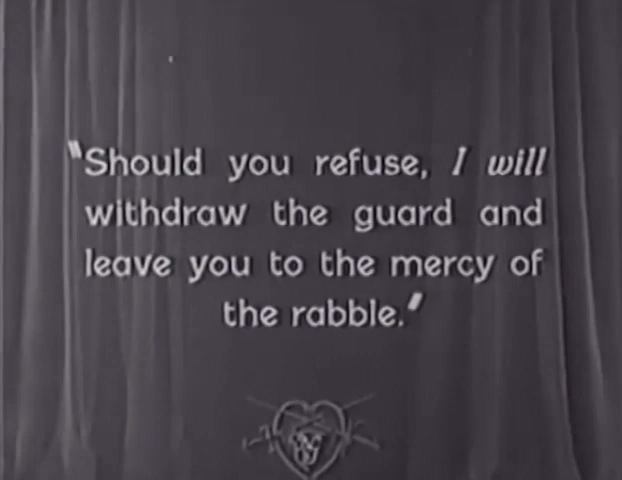 "Should you refuse, I will
withdraw the guard and
leave you to the mercy of
the rabble."